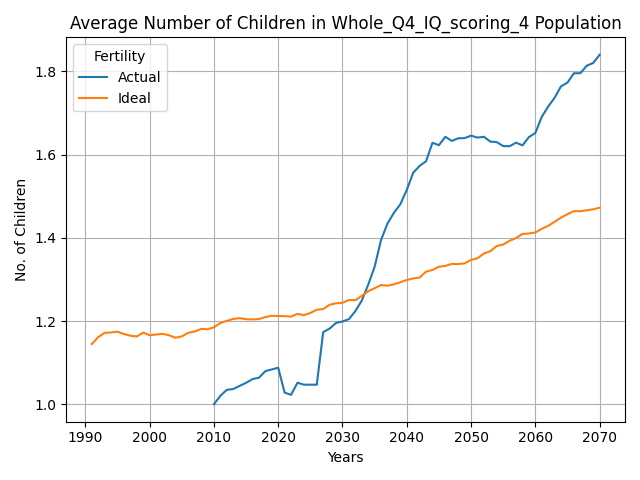 Average Number of Children in Whole_Q4_IQ_scoring_4 Population
Fertility
Actual
Ideal
No. of Children
1.8
1.6
1.4
1.2
1.0
1990 2000 2010 2020 2030 2040 2050 2060 2070
Years